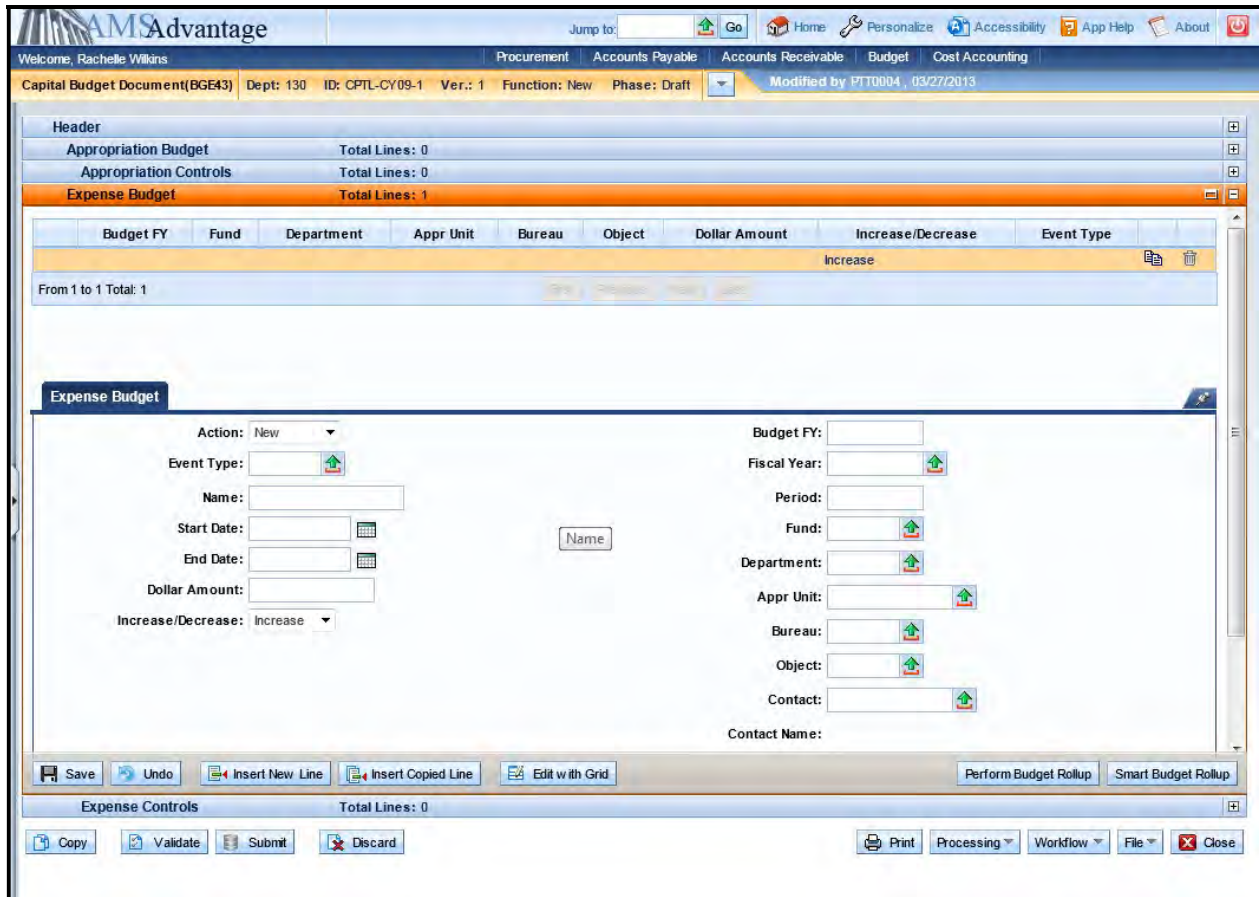 AMSAdvantage Jump to: Go Home Personalize Accessibility App Help About
Welcome, Rachelle Wilkins Procurement Accounts Payable Accounts Receivable Budget Cost Accounting
Capital Budget Document(BGE43) Dept: 130 ID: CPTL-CY09-1 Ver.: 1 Function: New Phase: Draft Modified by PTT0004 , 03/27/2013
Header
Appropriation Budget Total Lines: 0
Appropriation Controls Total Lines: 0
Expense Budget Total Lines: 1
Budget FY Fund Department Appr Unit Bureau Object Dollar Amount Increase/Decrease Event Type
Increase
From 1 to 1 Total: 1 First Previous Next Last
Expense Budget
Action: New Budget FY:
Event Type: Fiscal Year:
Name: Period:
Start Date: Fund:
Name
End Date: Department:
Dollar Amount: Appr Unit:
Increase/Decrease: Increase Bureau:
Object:
Contact:
Contact Name:
Save Undo Insert New Line Insert Copied Line Edit with Grid Perform Budget Rollup Smart Budget Rollup
Expense Controls Total Lines: 0
Copy Validate Submit Discard Print Processing Workflow File Close